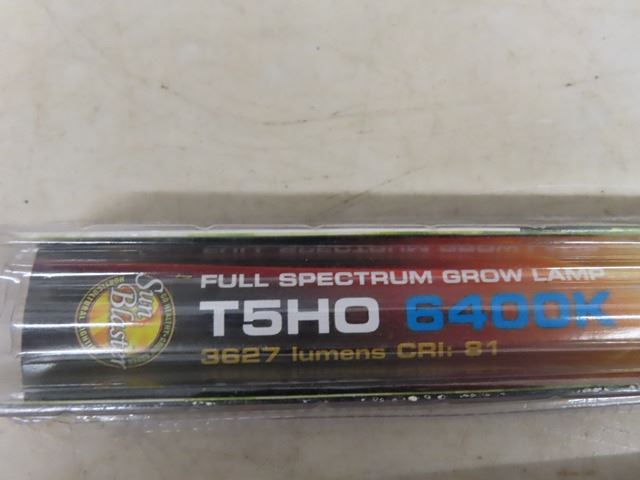 Sun
Blaster
FULL SPECTRUM GROW LAMP
T5HO 6400K
3627 lumens CRI: 81